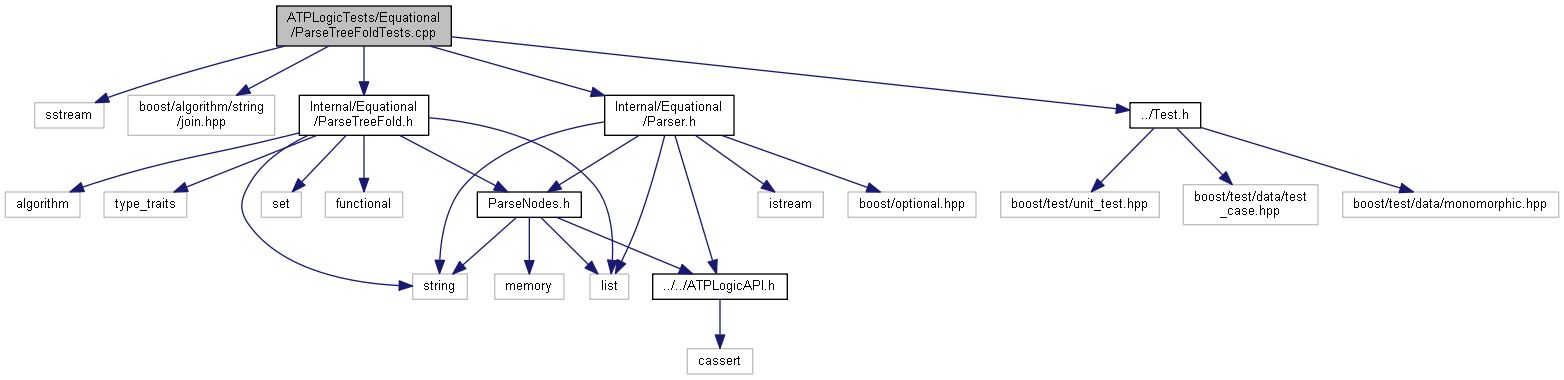 ATPLogicTests/Equational
/ParseTreeFoldTests.cpp
sstream
boost/algorithm/string
/join.hpp
Internal/Equational
/ParseTreeFold.h
Internal/Equational
/Parser.h
../Test.h
algorithm
type_traits
set
functional
ParseNodes.h
istream
boost/optional.hpp
boost/test/unit_test.hpp
boost/test/data/test
_case.hpp
boost/test/data/monomorphic.hpp
string
memory
list
../../ATPLogicAPI.h
cassert